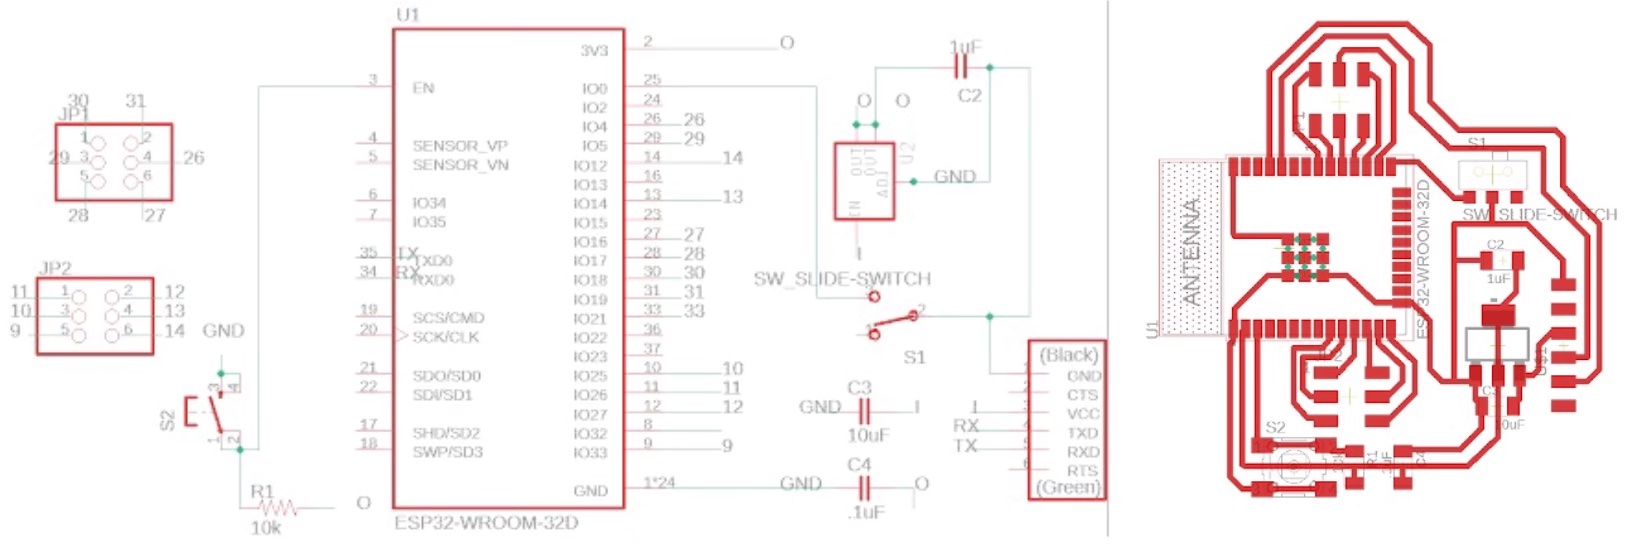 U1
3V3 2 O
3 EN
IO0 25
IO2 24
IO4 26 26
4 SENSOR_VP
IO5 29 29
5 SENSOR_VN
IO12 14 14
IO13 16
6 IO34
IO14 13 13
7 IO35
IO15 23
IO16 27 27
35 TX TXD0
IO17 28 28
34 RX RXD0
IO18 30 30
IO19 31 31
19 SCS/CMD
IO21 33 33
20 SCK/CLK
IO22 36
IO23 37
21 SDO/SD0
IO25 10 10
22 SDI/SD1
IO26 11 11
IO27 12 12
17 SHD/SD2
IO32 8
18 SWP/SD3
IO33 9 9
GND 1*24
ESP32-WROOM-32D
30 31
JP1
1 2
29 3 4 26
5 6
28 27
JP2
11 1 2 12
10 3 4 13
9 5 6 14
GND
3 4
S2
1 2
R1
10k
O
1uF
C2
O O
OUT
OUT
U2
ADJ
IN
GND
I
SW_SLIDE-SWITCH
2
1
S1
C3
GND I
10uF
C4
GND O
.1uF
(Black)
1 GND
2 CTS
I 3 VCC
RX 4 TXD
TX 5 RXD
6 RTS
(Green)
S1
SW_SLIDE-SWITCH
ANTENNA
U1
ESP32-WROOM-32D
C2
1uF
S2
R1